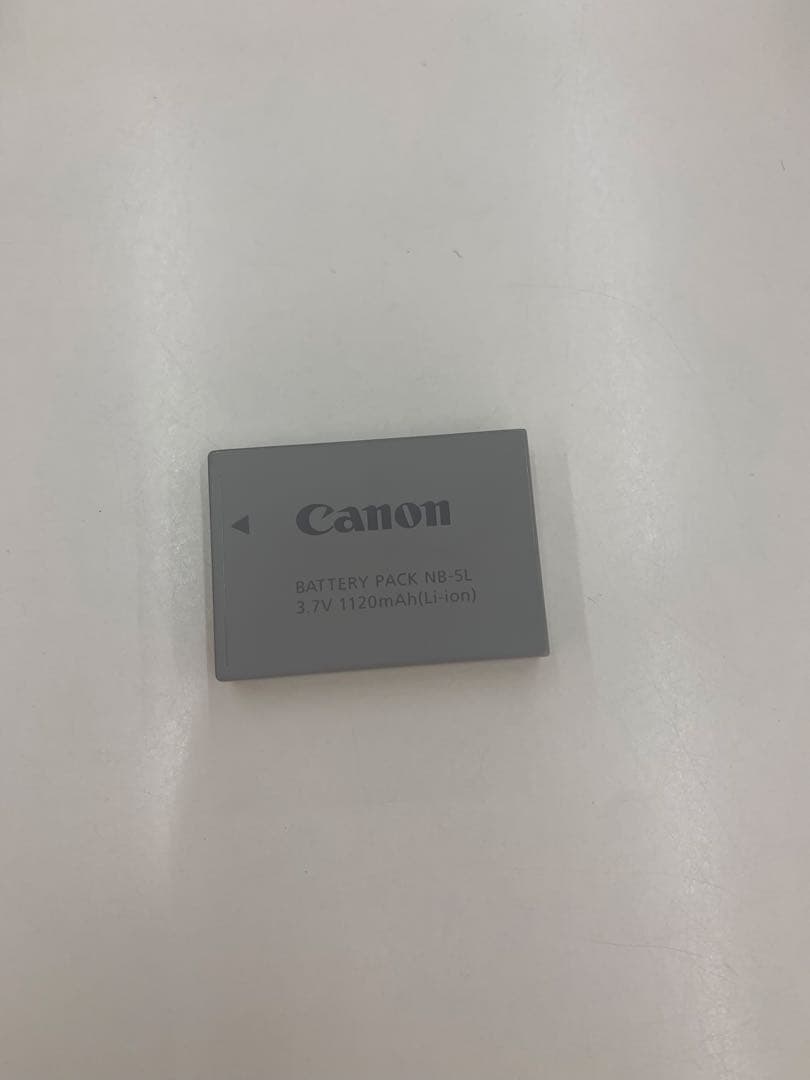 Canon
BATTERY PACK NB-5L
3.7V 1120mAh(Li-ion)